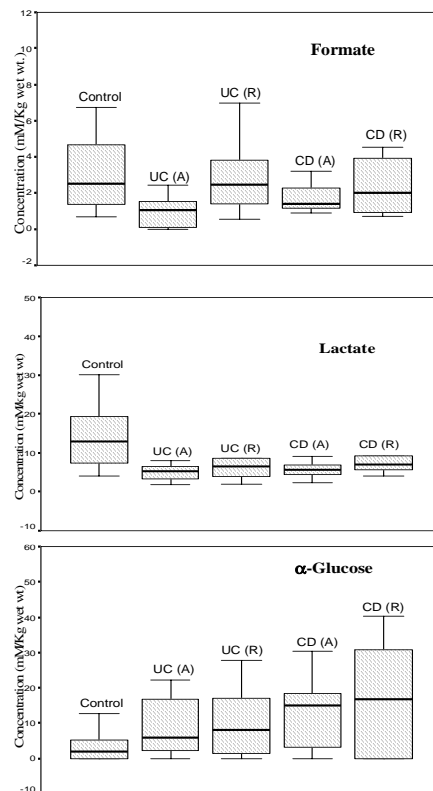 Formate
Concentration (mM/Kg wet wt.)
12
10
8
6
4
2
0
-2
Control
UC (A)
UC (R)
CD (A)
CD (R)
Lactate
Concentration (mM/kg wet wt)
50
40
30
20
10
0
-10
Control
UC (A)
UC (R)
CD (A)
CD (R)
α-Glucose
Concentration (mM/Kg wet wt)
60
50
40
30
20
10
0
-10
Control
UC (A)
UC (R)
CD (A)
CD (R)